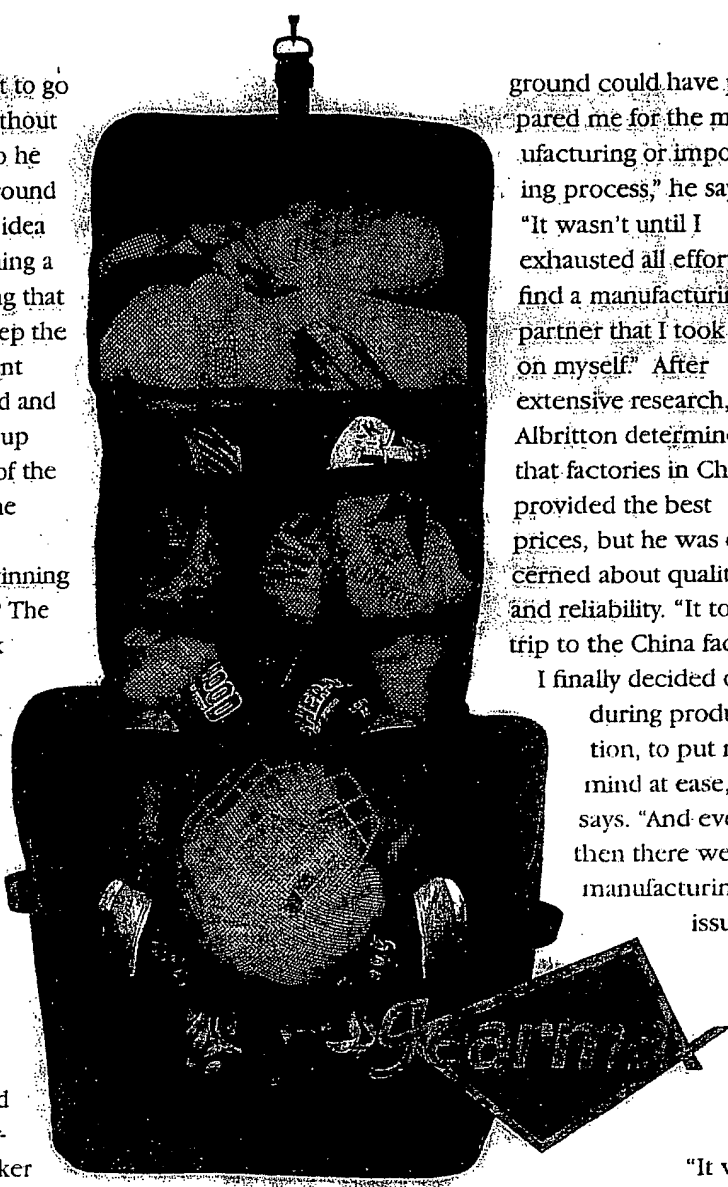 t to go
thout
o he
round
idea
ing a
g that
ep the
nt
d and
up
of the
ne
inning
? The
k
d
-
ker
ground could have
pared me for the m
ufacturing or impo
ing process," he sa
"It wasn't until I
exhausted all effor
find a manufacturi
partner that I took
on myself." After
extensive research,
Albritton determin
that factories in Ch
provided the best
prices, but he was
cerned about qualit
and reliability. "It to
trip to the China fac
I finally decided
during produ
tion, to put
mind at ease,
says. "And eve
then there we
manufacturin
issu
"It w
gearmax